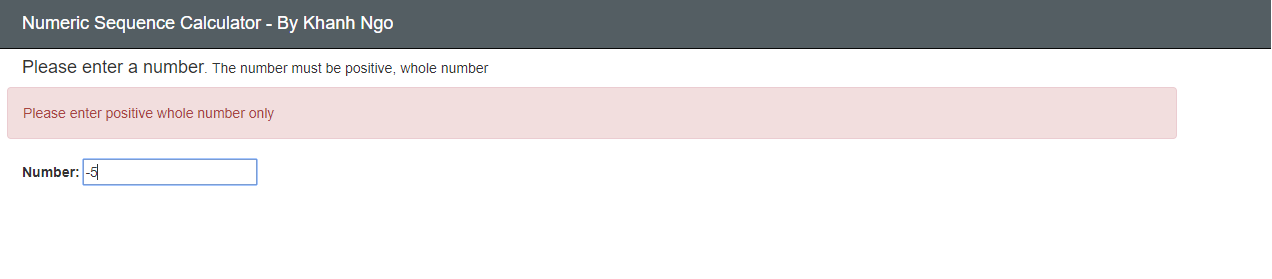 Numeric Sequence Calculator - By Khanh Ngo
Please enter a number. The number must be positive, whole number
Please enter positive whole number only
Number: -5